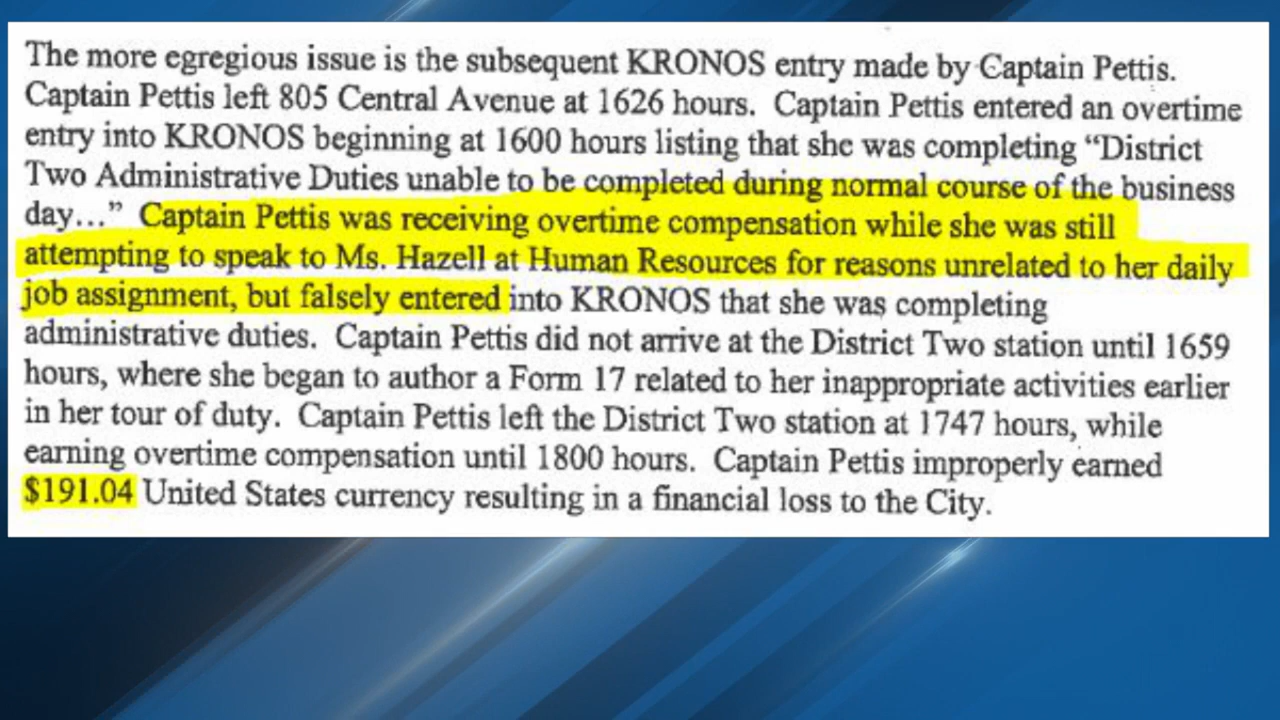 The more egregious issue is the subsequent KRONOS entry made by Captain Pettis.
Captain Pettis left 805 Central Avenue at 1626 hours. Captain Pettis entered an overtime
entry into KRONOS beginning at 1600 hours listing that she was completing “District
Two Administrative Duties unable to be completed during normal course of the business
day...” Captain Pettis was receiving overtime compensation while she was still
attempting to speak to Ms. Hazell at Human Resources for reasons unrelated to her daily
job assignment, but falsely entered into KRONOS that she was completing
administrative duties. Captain Pettis did not arrive at the District Two station until 1659
hours, where she began to author a Form 17 related to her inappropriate activities earlier
in her tour of duty. Captain Pettis left the District Two station at 1747 hours, while
earning overtime compensation until 1800 hours. Captain Pettis improperly earned
$191.04 United States currency resulting in a financial loss to the City.